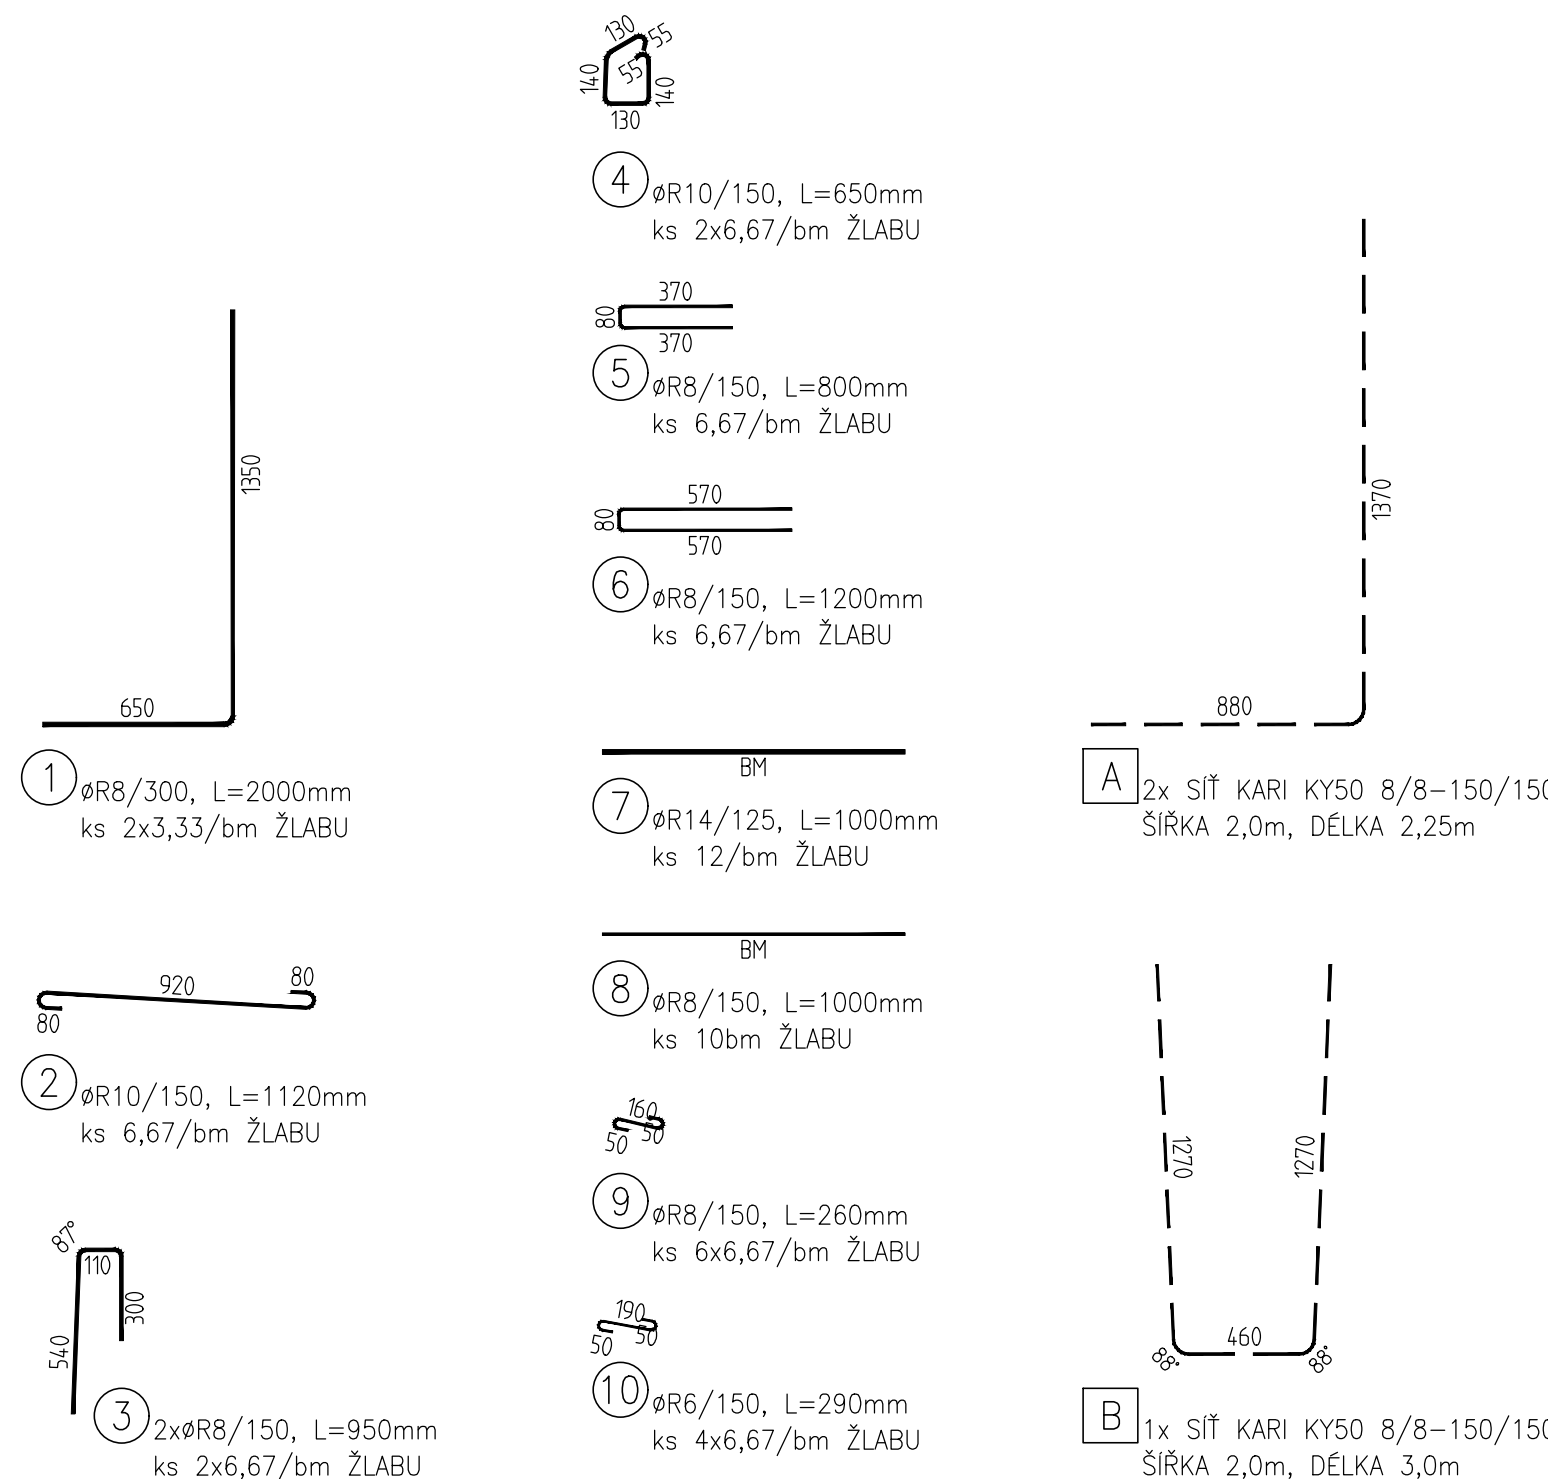 650
1350
1
øR8/300, L=2000mm
ks 2x3,33/bm ŽLABU
920
80
80
2
øR10/150, L=1120mm
ks 6,67/bm ŽLABU
87°
110
300
540
3
2xøR8/150, L=950mm
ks 2x6,67/bm ŽLABU
130
55
55
140
140
130
4
øR10/150, L=650mm
ks 2x6,67/bm ŽLABU
370
80
370
5
øR8/150, L=800mm
ks 6,67/bm ŽLABU
570
80
570
6
øR8/150, L=1200mm
ks 6,67/bm ŽLABU
BM
7
øR14/125, L=1000mm
ks 12/bm ŽLABU
BM
8
øR8/150, L=1000mm
ks 10bm ŽLABU
160
50
50
9
øR8/150, L=260mm
ks 6x6,67/bm ŽLABU
190
50
50
10
øR6/150, L=290mm
ks 4x6,67/bm ŽLABU
1370
880
A
2x SÍŤ KARI KY50 8/8-150/150
ŠÍŘKA 2,0m, DÉLKA 2,25m
1270
1270
460
88°
88°
B
1x SÍŤ KARI KY50 8/8-150/150
ŠÍŘKA 2,0m, DÉLKA 3,0m